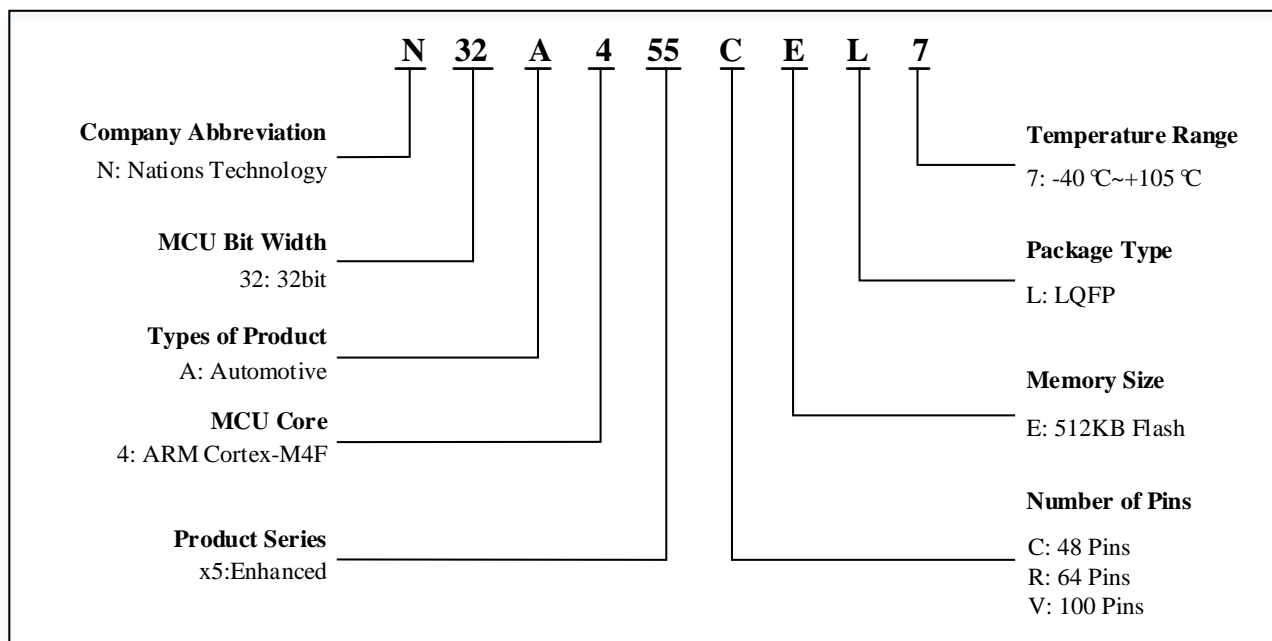 N 32 A 4 55 C E L 7
Company Abbreviation
N: Nations Technology
MCU Bit Width
32: 32bit
Types of Product
A: Automotive
MCU Core
4: ARM Cortex-M4F
Product Series
x5:Enhanced
Temperature Range
7: -40 ℃~+105 ℃
Package Type
L: LQFP
Memory Size
E: 512KB Flash
Number of Pins
C: 48 Pins
R: 64 Pins
V: 100 Pins